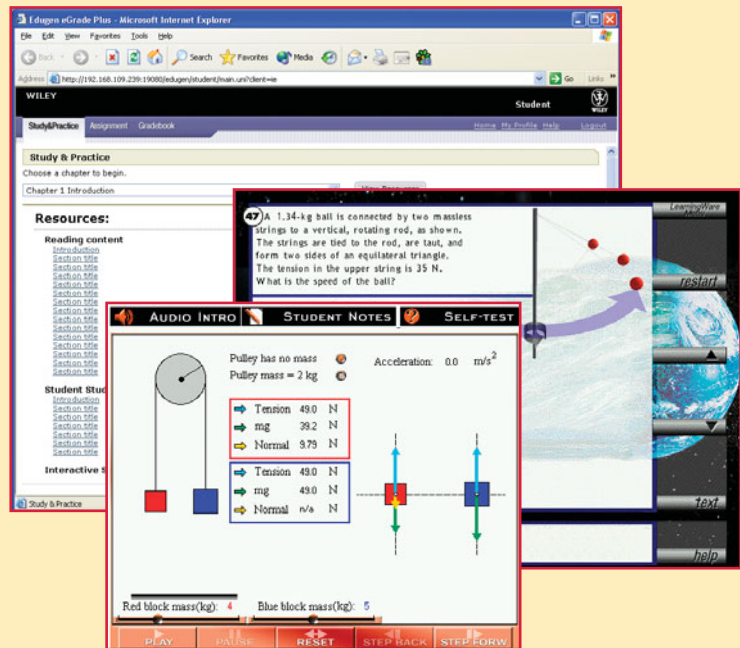 Edugen eGrade Plus - Microsoft Internet Explorer
File Edit View Favorites Tools Help
Back Search Favorites Media
Address http://192.168.109.239:19080/edugen/student/main.uni?client=ie Go Links »
WILEY
Student
WILEY
Study&Practice Assignment Gradebook Home My Profile Help Logout
Study & Practice
Choose a chapter to begin.
Chapter 1 Introduction
Resources:
Reading content
Introduction
Section title
Section title
Section title
Section title
Section title
Section title
Section title
Section title
Section title
Section title
Section title
Section title
Student Stud
Introduction
Section title
Section title
Section title
Section title
Section title
Section title
Section title
Interactive S
Study & Practice
47 A 1.34-kg ball is connected by two massless
strings to a vertical, rotating rod, as shown.
The strings are tied to the rod, are taut, and
form two sides of an equilateral triangle.
The tension in the upper string is 35 N.
What is the speed of the ball?
LearningWare
restart
text
help
AUDIO INTRO STUDENT NOTES SELF-TEST
Pulley has no mass
Pulley mass = 2 kg
Acceleration: 0.0 m/s²
Tension 49.0 N
mg 39.2 N
Normal 9.79 N
Tension 49.0 N
mg 49.0 N
Normal n/a N
Red block mass(kg): 4 Blue block mass(kg): 5
PLAY PAUSE RESET STEP BACK STEP FORW